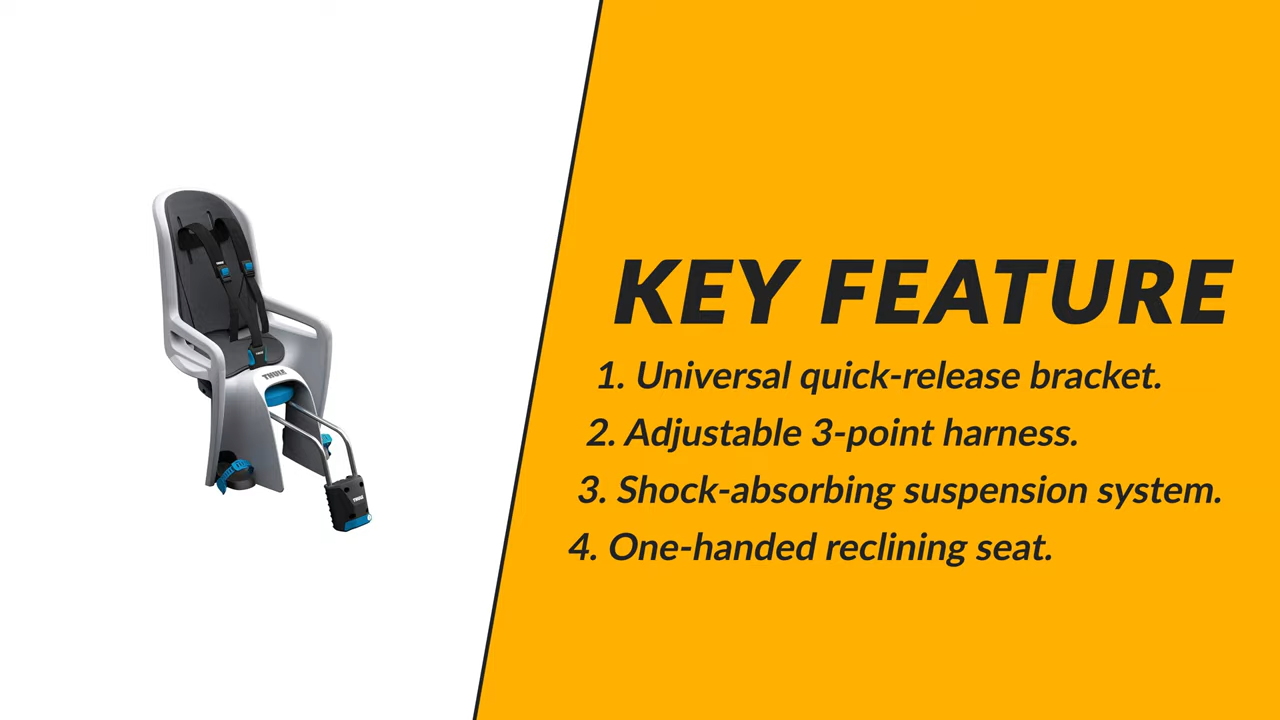 THULE
KEY FEATURE
1. Universal quick-release bracket.
2. Adjustable 3-point harness.
3. Shock-absorbing suspension system.
4. One-handed reclining seat.